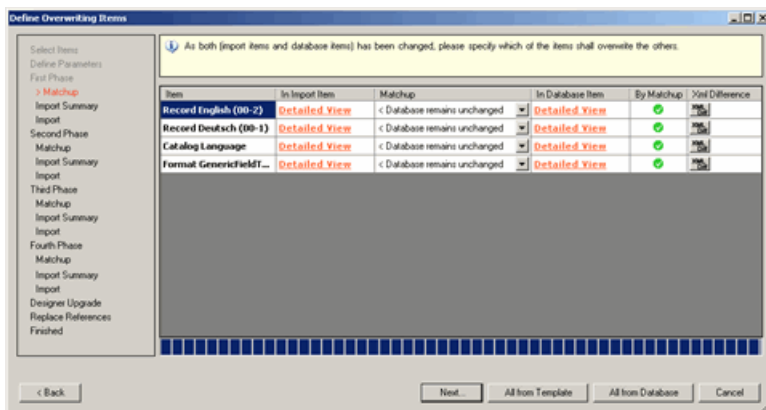 Define Overwriting Items
Select Items
Define Parameters
First Phase
> Matchup
Import Summary
Import
Second Phase
Matchup
Import Summary
Import
Third Phase
Matchup
Import Summary
Import
Fourth Phase
Matchup
Import Summary
Import
Designer Upgrade
Replace References
Finished
As both (import items and database items) has been changed, please specify which of the items shall overwrite the others.
Item In Import Item Matchup In Database Item By Matchup Xml Difference
Record English (00-2) Detailed View < Database remains unchanged Detailed View
Record Deutsch (00-1) Detailed View < Database remains unchanged Detailed View
Catalog Language Detailed View < Database remains unchanged Detailed View
Format GenericFieldT... Detailed View < Database remains unchanged Detailed View
< Back Next... All from Template All from Database Cancel